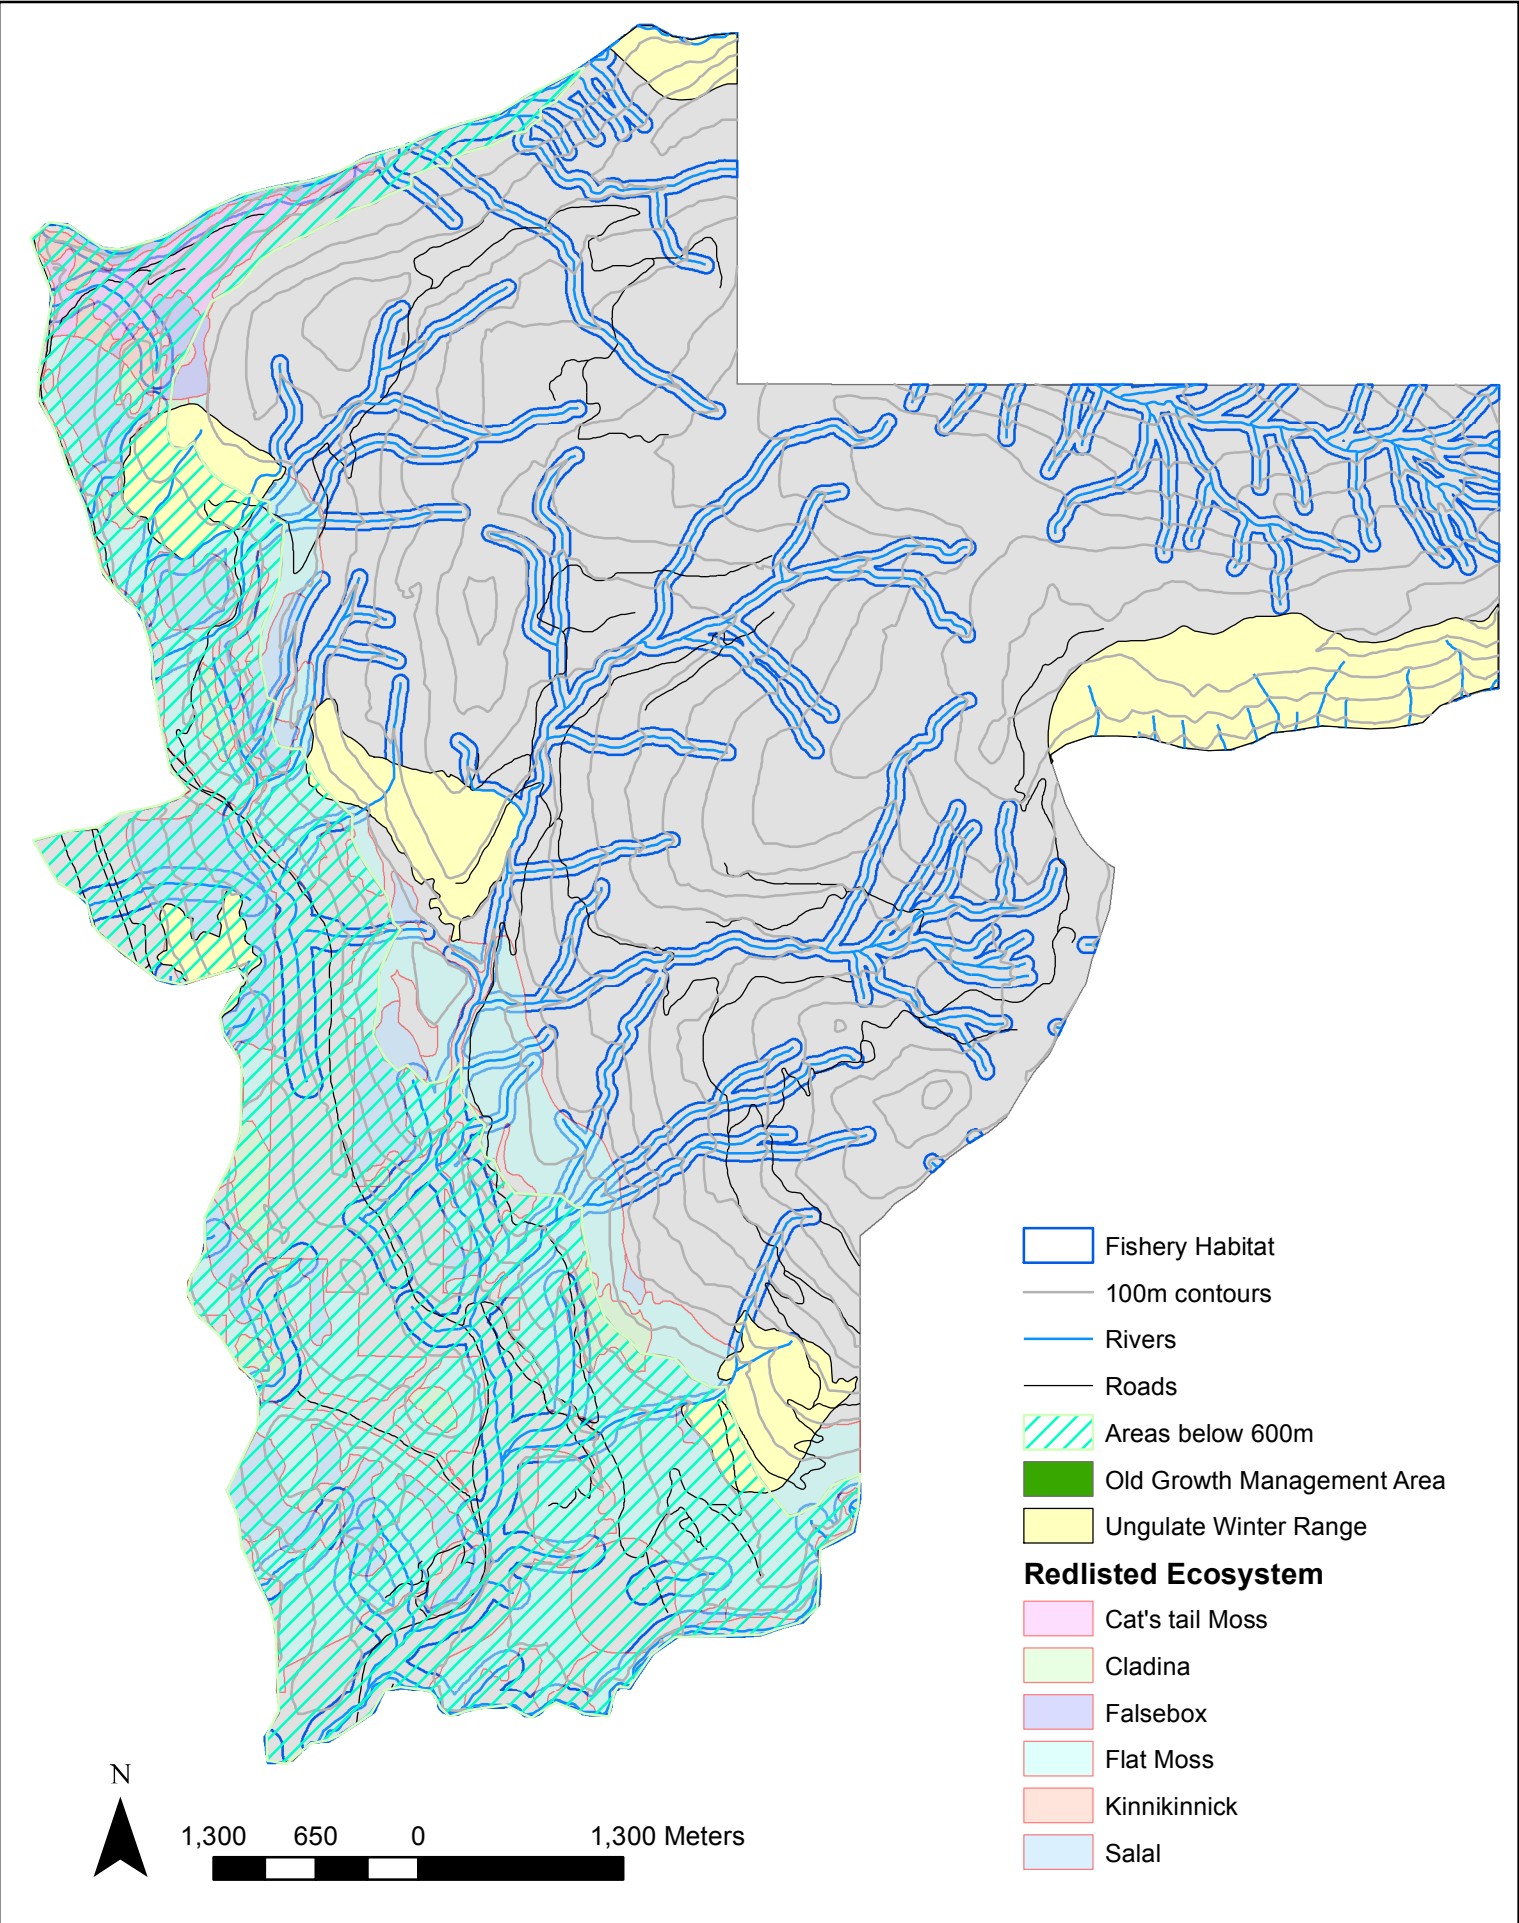 Fishery Habitat
100m contours
Rivers
Roads
Areas below 600m
Old Growth Management Area
Ungulate Winter Range
Redlisted Ecosystem
Cat's tail Moss
Cladina
Falsebox
Flat Moss
Kinnikinnick
Salal
N
1,300 650 0 1,300 Meters